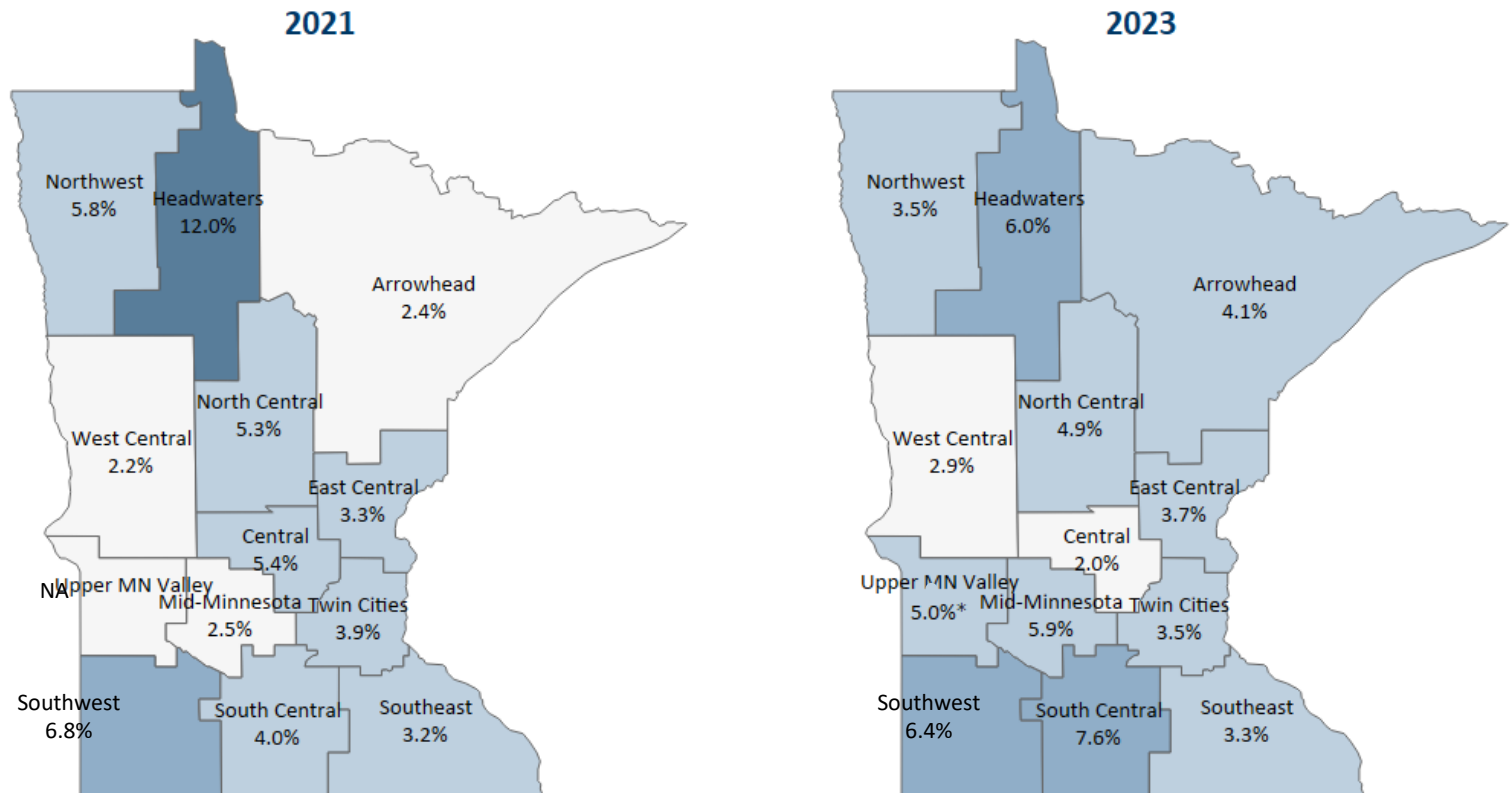 2021
Northwest
5.8%
Headwaters
12.0%
Arrowhead
2.4%
North Central
5.3%
West Central
2.2%
East Central
3.3%
Central
5.4%
NA
Upper MN Valley
Mid-Minnesota
2.5%
Twin Cities
3.9%
Southwest
6.8%
South Central
4.0%
Southeast
3.2%
2023
Northwest
3.5%
Headwaters
6.0%
Arrowhead
4.1%
North Central
4.9%
West Central
2.9%
East Central
3.7%
Central
2.0%
Upper MN Valley
5.0%*
Mid-Minnesota
5.9%
Twin Cities
3.5%
Southwest
6.4%
South Central
7.6%
Southeast
3.3%